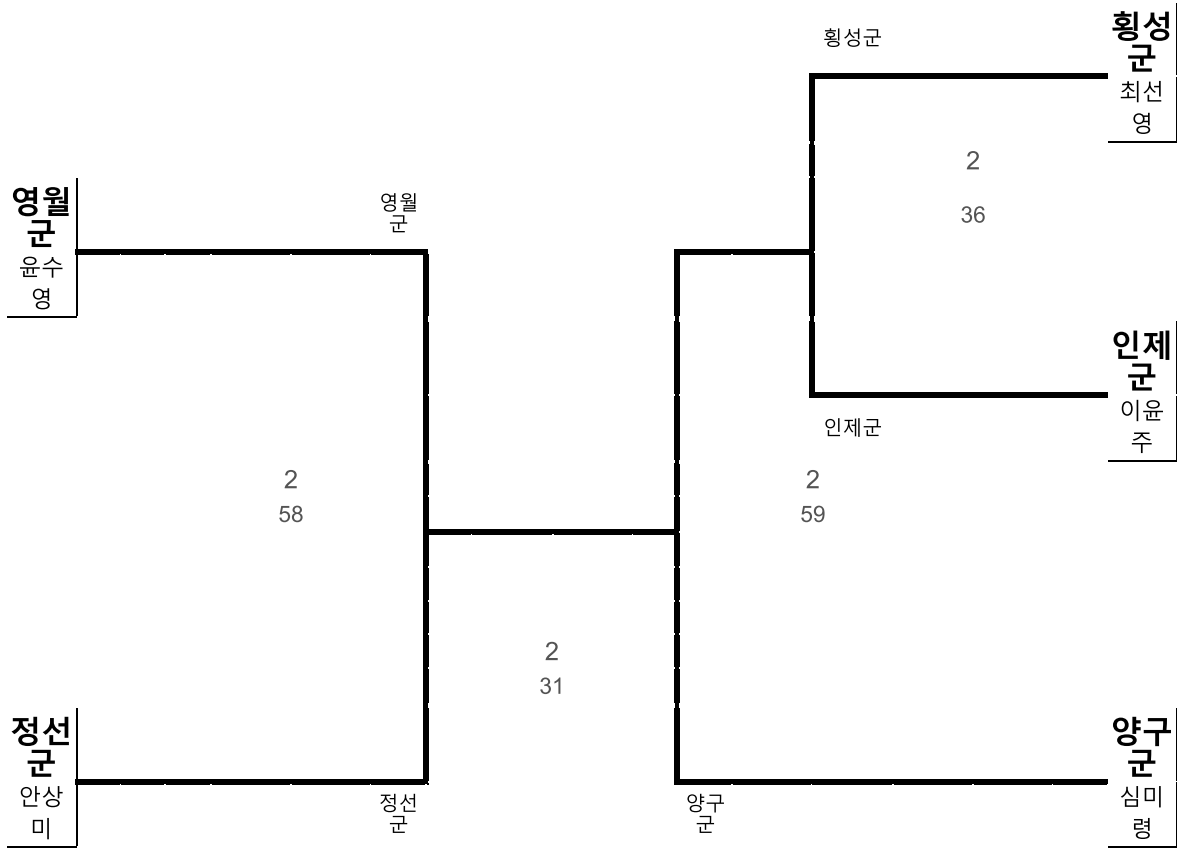 횡성군
횡성
군
최선
영
2
36
영월
군
윤수
영
영월
군
인제
군
이윤
주
인제군
2
58
2
59
2
31
정선
군
안상
미
정선
군
양구
군
양구
군
심미
령